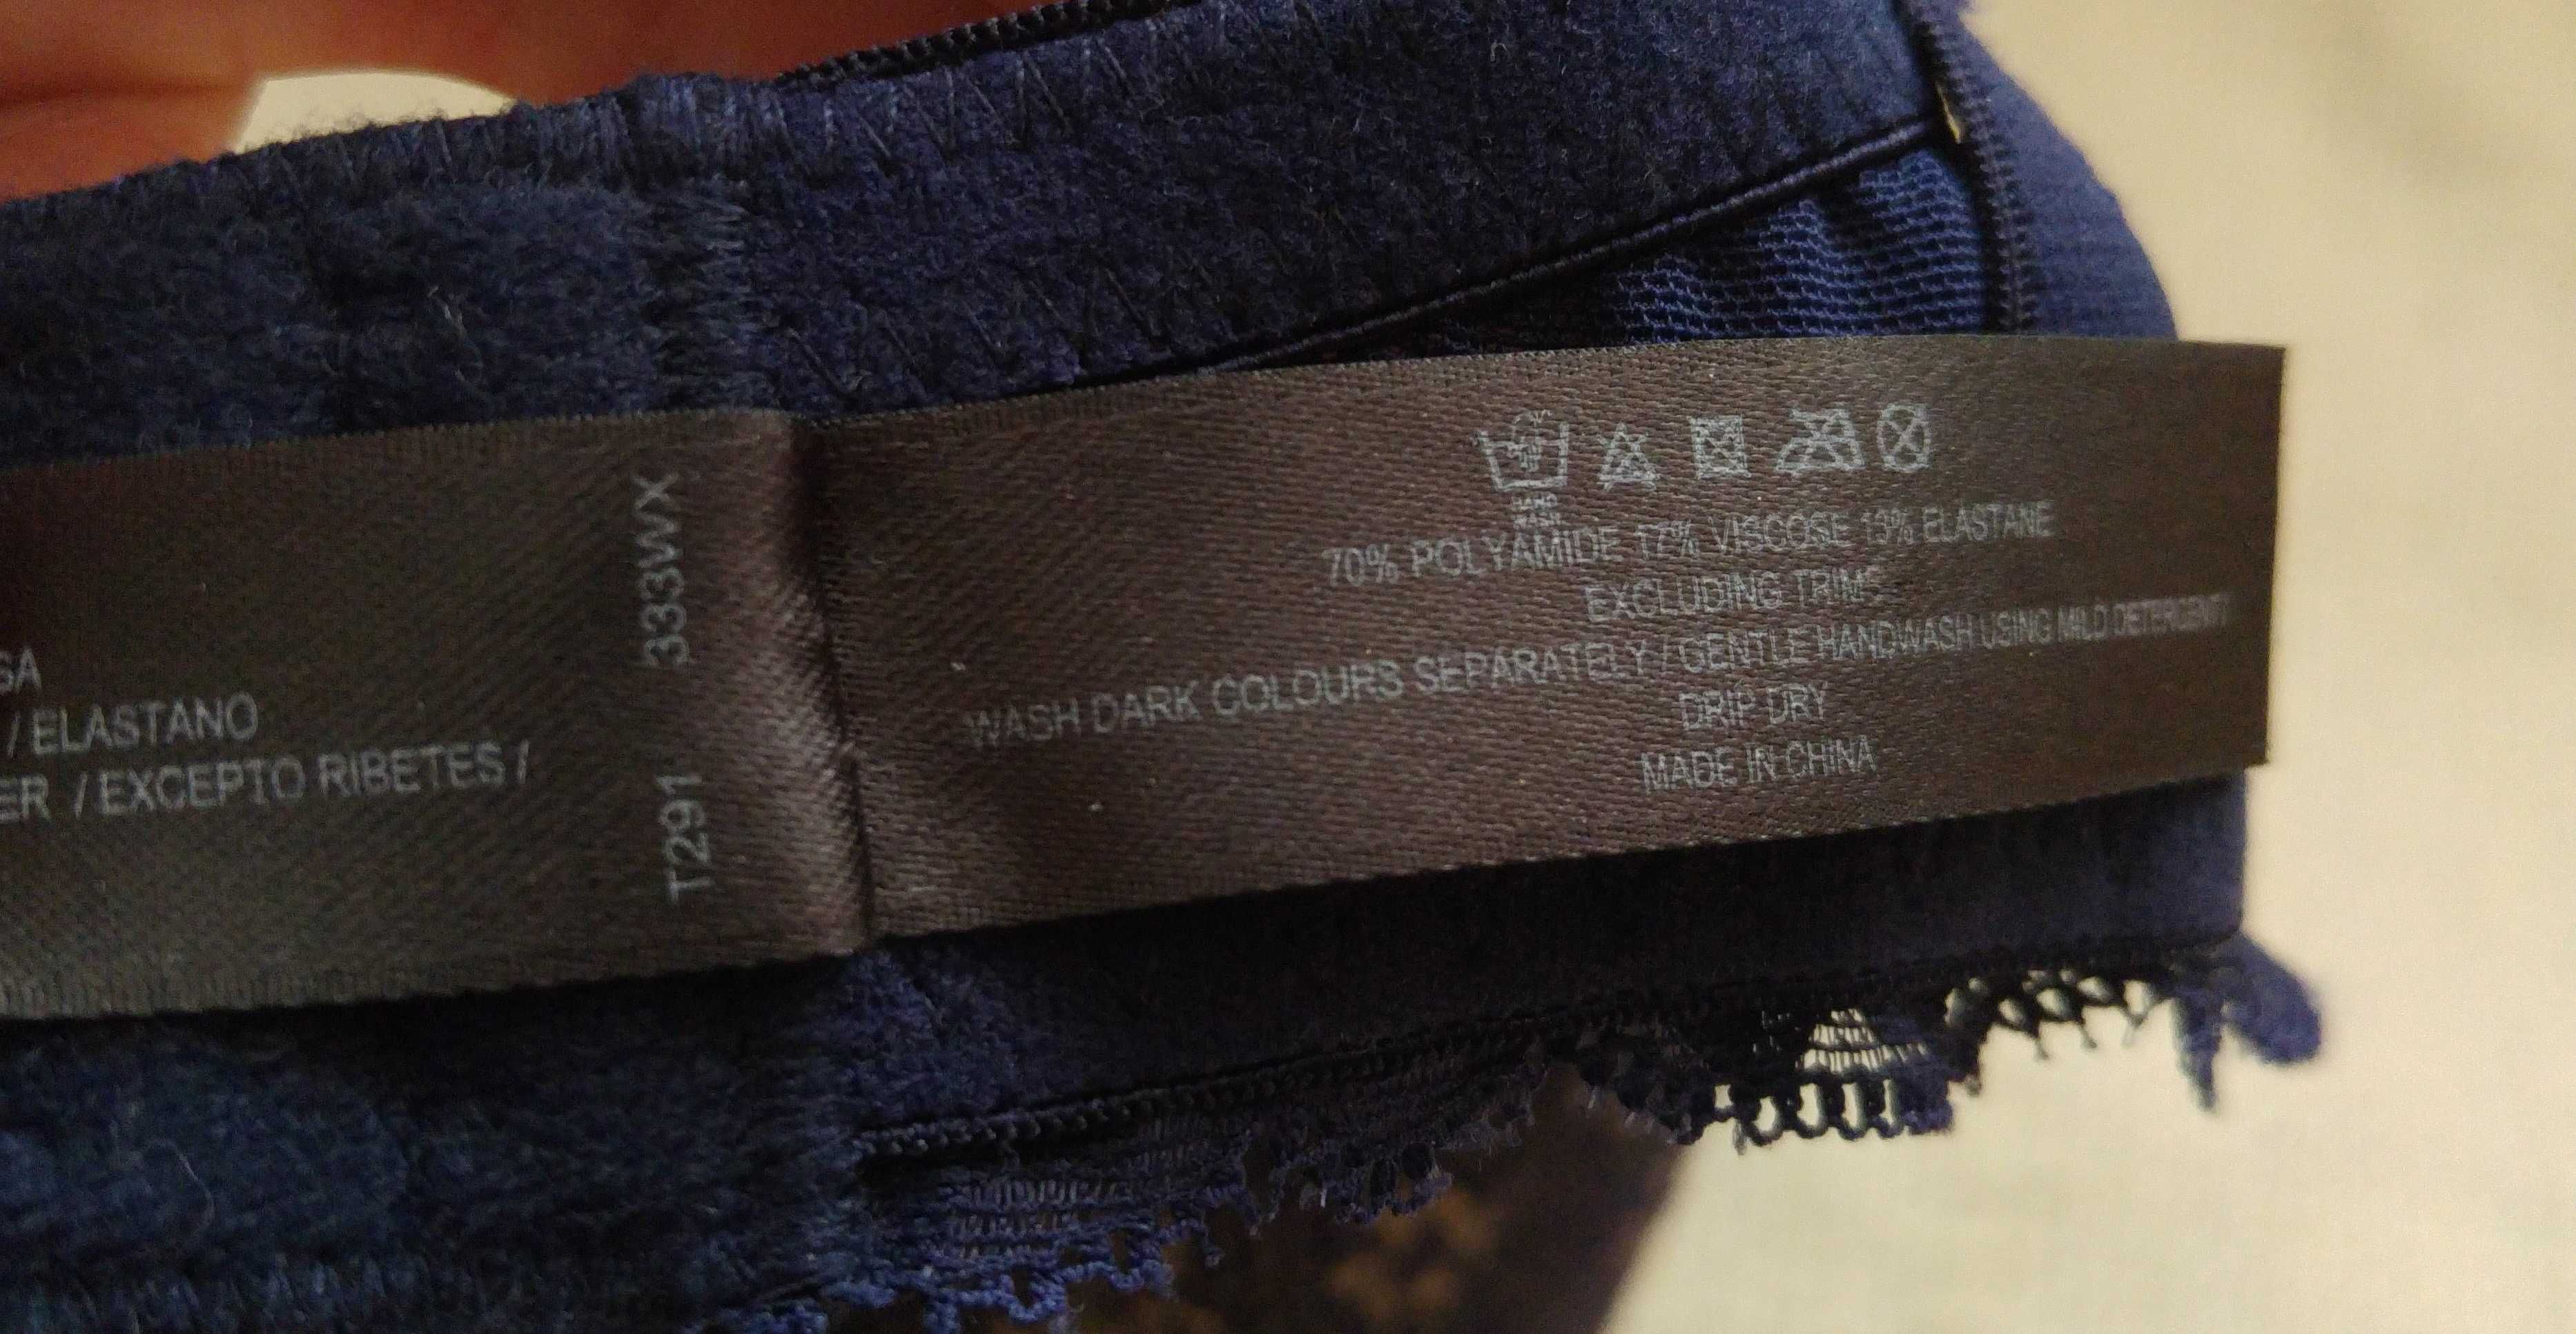 SA
/ ELASTANO
ER / EXCEPTO RIBETES /
T291 333WX
HAND
WASH
70% POLYAMIDE 17% VISCOSE 13% ELASTANE
EXCLUDING TRIMS
WASH DARK COLOURS SEPARATELY / GENTLE HANDWASH USING MILD DETERGENT/
DRIP DRY
MADE IN CHINA